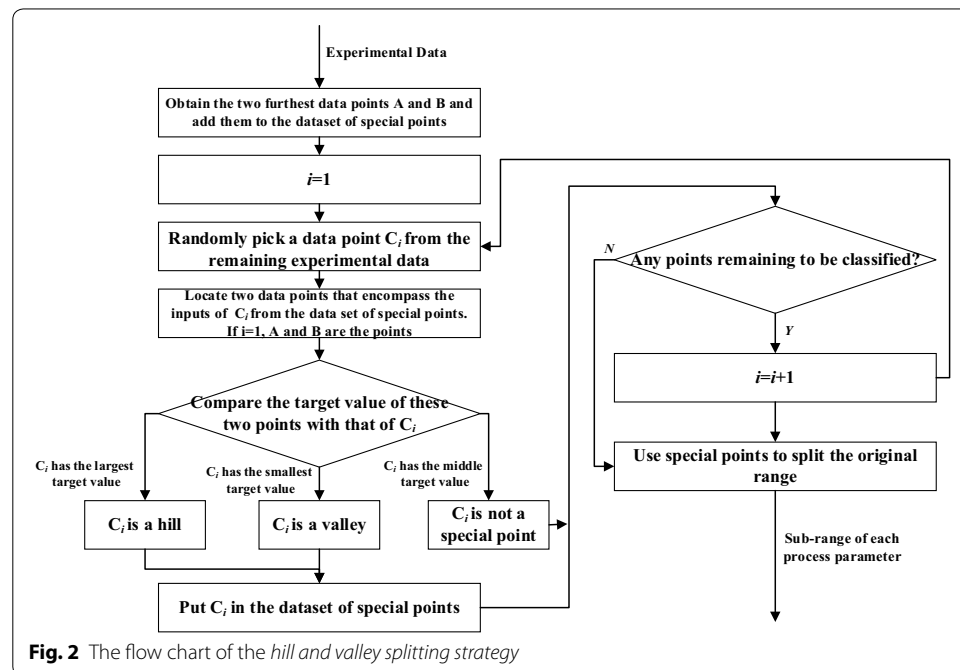 Experimental Data
Obtain the two furthest data points A and B and
add them to the dataset of special points
i=1
Randomly pick a data point Ci from the
remaining experimental data
Locate two data points that encompass the
inputs of Ci from the data set of special points.
If i=1, A and B are the points
Compare the target value of these
two points with that of Ci
Ci has the largest
target value
Ci has the smallest
target value
Ci has the middle
target value
Ci is a hill
Ci is a valley
Ci is not a
special point
Put Ci in the dataset of special points
Any points remaining to be classified?
N
Y
i=i+1
Use special points to split the original
range
Sub-range of each
process parameter
Fig. 2 The flow chart of the hill and valley splitting strategy